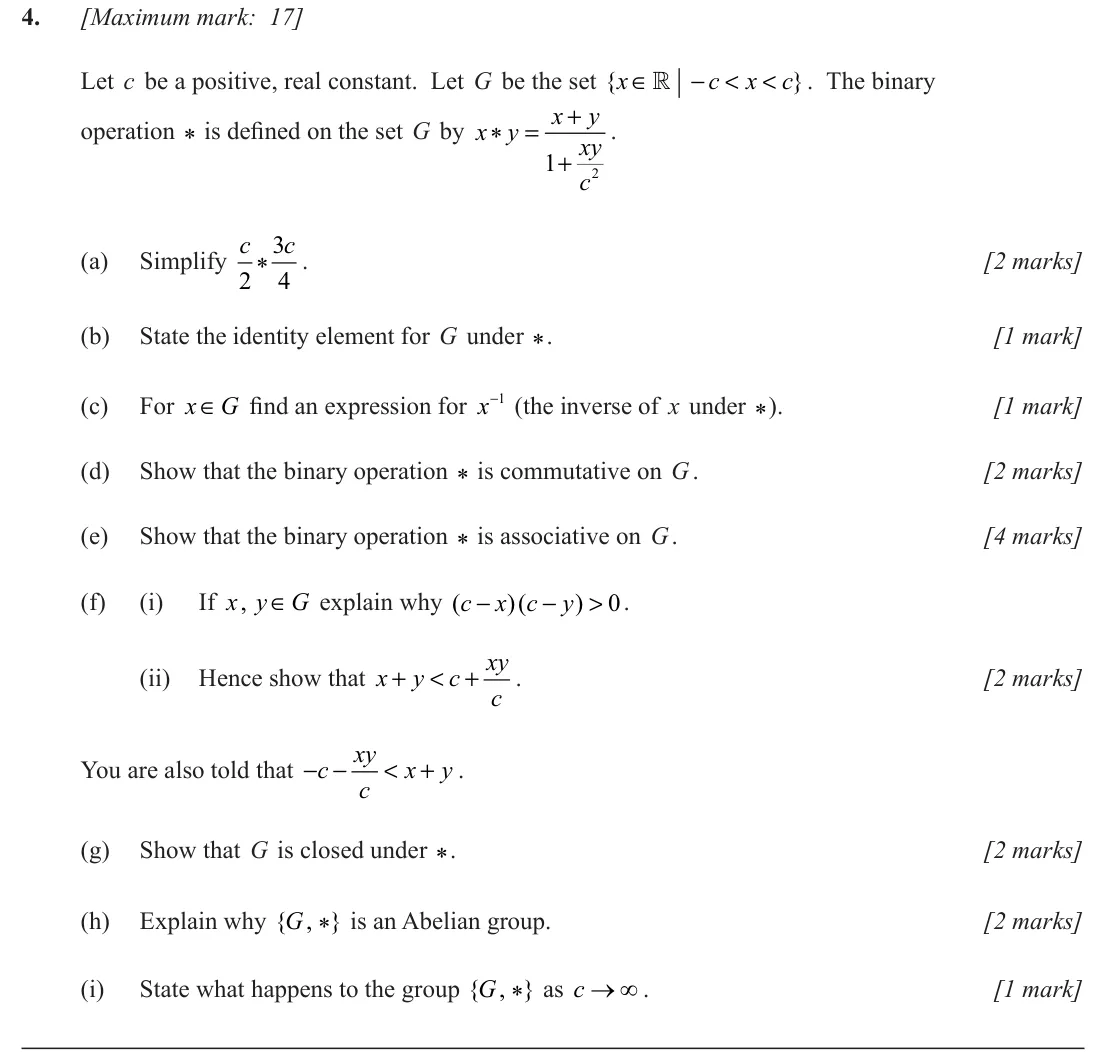 4. [Maximum mark: 17]
Let c be a positive, real constant. Let G be the set {x ∈ ℝ | −c < x < c}. The binary
operation ∗ is defined on the set G by x ∗ y = (x + y)/(1 + xy/c²).
(a) Simplify c/2 ∗ 3c/4. [2 marks]
(b) State the identity element for G under ∗. [1 mark]
(c) For x ∈ G find an expression for x⁻¹ (the inverse of x under ∗). [1 mark]
(d) Show that the binary operation ∗ is commutative on G. [2 marks]
(e) Show that the binary operation ∗ is associative on G. [4 marks]
(f) (i) If x, y ∈ G explain why (c − x)(c − y) > 0.
(ii) Hence show that x + y < c + xy/c. [2 marks]
You are also told that −c − xy/c < x + y.
(g) Show that G is closed under ∗. [2 marks]
(h) Explain why {G, ∗} is an Abelian group. [2 marks]
(i) State what happens to the group {G, ∗} as c → ∞. [1 mark]